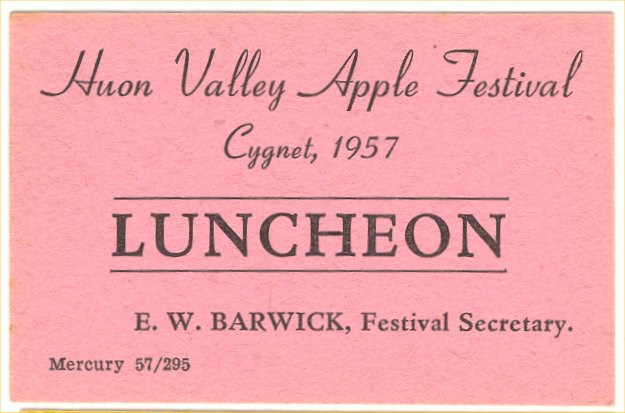 Huon Valley Apple Festival
Cygnet, 1957
LUNCHEON
E. W. BARWICK, Festival Secretary.
Mercury 57/295